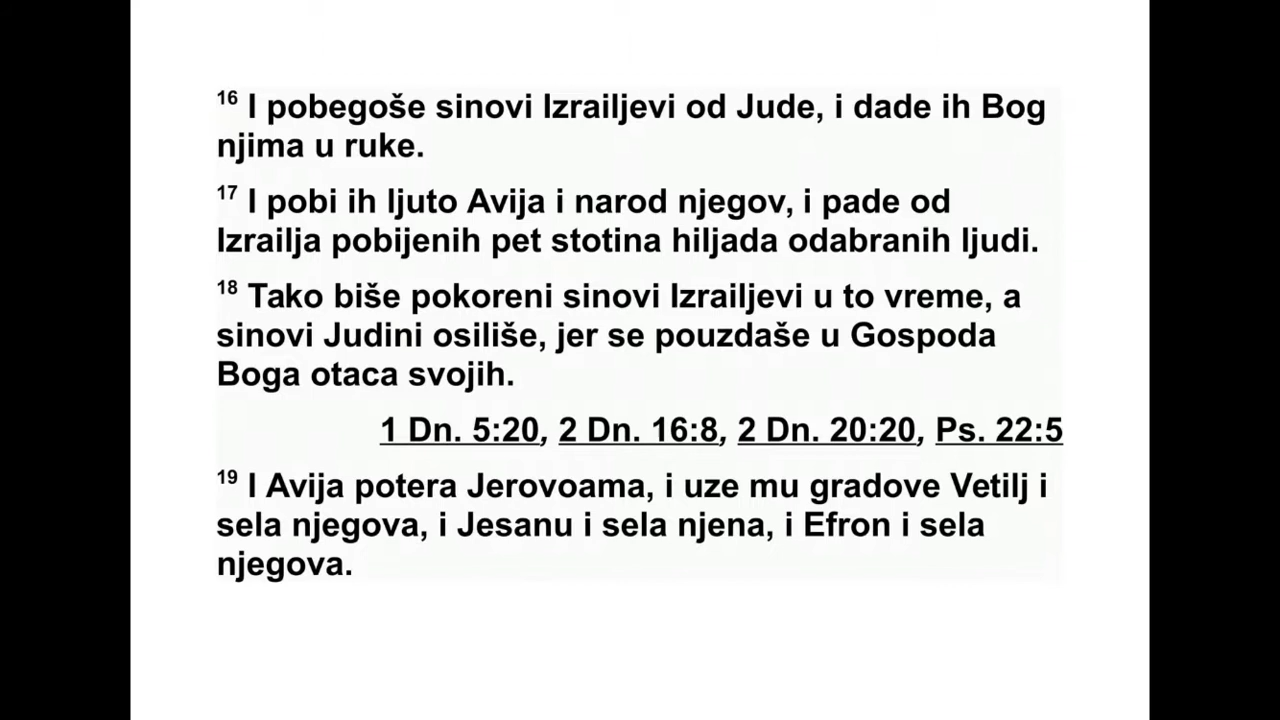 16 I pobegoše sinovi Izrailjevi od Jude, i dade ih Bog
njima u ruke.
17 I pobi ih ljuto Avija i narod njegov, i pade od
Izrailja pobijenih pet stotina hiljada odabranih ljudi.
18 Tako biše pokoreni sinovi Izrailjevi u to vreme, a
sinovi Judini osiliše, jer se pouzdaše u Gospoda
Boga otaca svojih.
1 Dn. 5:20, 2 Dn. 16:8, 2 Dn. 20:20, Ps. 22:5
19 I Avija potera Jerovoama, i uze mu gradove Vetilj i
sela njegova, i Jesanu i sela njena, i Efron i sela
njegova.